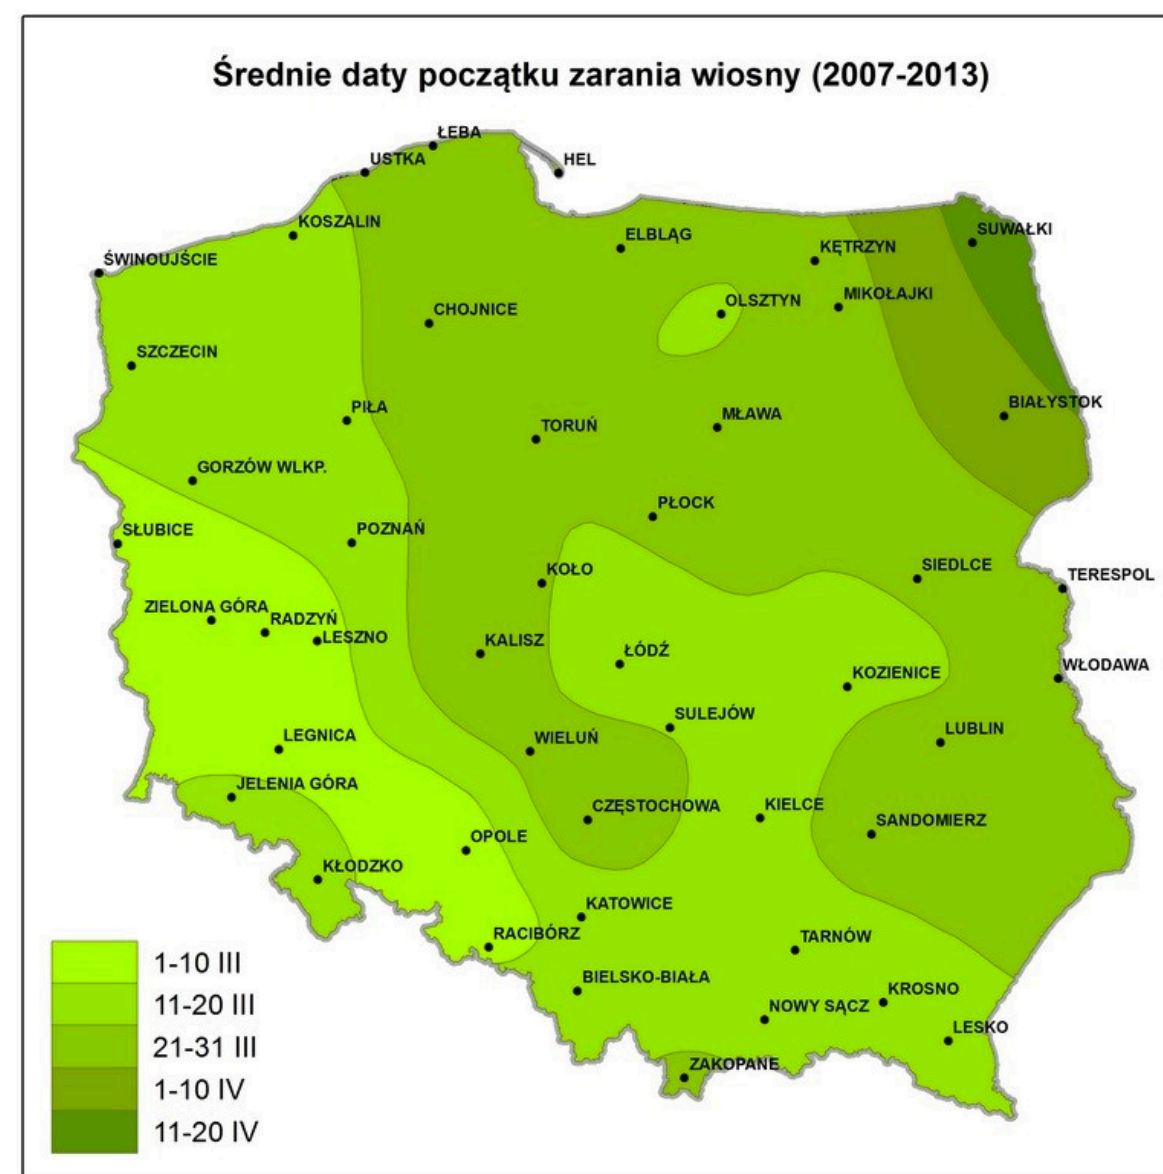 Średnie daty początku zarania wiosny (2007-2013)
ŁEBA
USTKA
HEL
KOSZALIN
SUWAŁKI
ELBLĄG
KĘTRZYN
ŚWINOUJŚCIE
OLSZTYN
MIKOŁAJKI
CHOJNICE
SZCZECIN
PIŁA
BIAŁYSTOK
TORUŃ
MŁAWA
GORZÓW WLKP.
PŁOCK
SŁUBICE
POZNAŃ
KOŁO
SIEDLCE
TERESPOL
ZIELONA GÓRA
RADZYŃ
LESZNO
KALISZ
ŁÓDŹ
KOZIENICE
WŁODAWA
SULEJÓW
LUBLIN
LEGNICA
WIELUŃ
JELENIA GÓRA
CZĘSTOCHOWA
KIELCE
SANDOMIERZ
OPOLE
KŁODZKO
KATOWICE
RACIBÓRZ
TARNÓW
BIELSKO-BIAŁA
KROSNO
NOWY SĄCZ
LESKO
ZAKOPANE
1-10 III
11-20 III
21-31 III
1-10 IV
11-20 IV